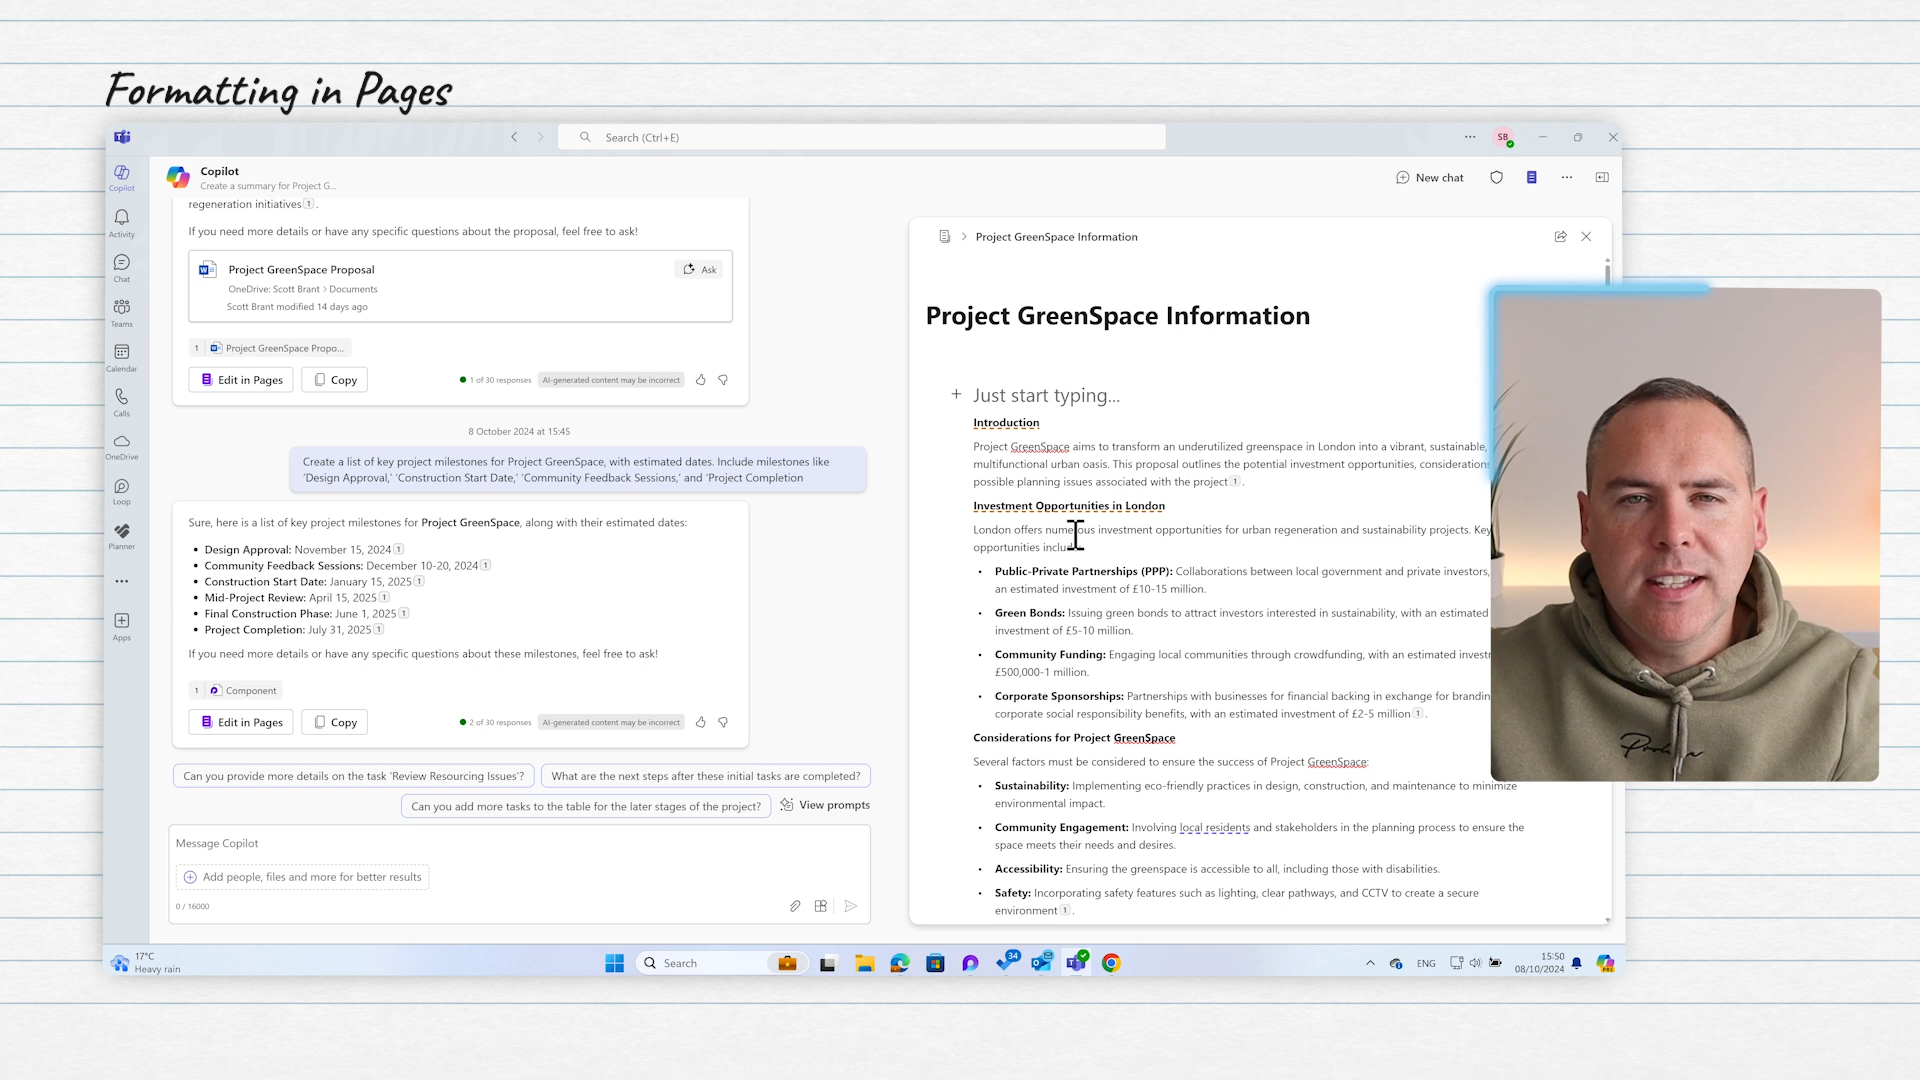 Formatting in Pages
Search (Ctrl+E)
SB
Copilot
Activity
Chat
Teams
Calendar
Calls
OneDrive
Loop
Planner
Apps
Copilot
Create a summary for Project G...
New chat
regeneration initiatives 1 .
If you need more details or have any specific questions about the proposal, feel free to ask!
Project GreenSpace Proposal
Ask
OneDrive: Scott Brant > Documents
Scott Brant modified 14 days ago
1 Project GreenSpace Propo...
Edit in Pages Copy 1 of 30 responses AI-generated content may be incorrect
8 October 2024 at 15:45
Create a list of key project milestones for Project GreenSpace, with estimated dates. Include milestones like
'Design Approval,' 'Construction Start Date,' 'Community Feedback Sessions,' and 'Project Completion
Sure, here is a list of key project milestones for Project GreenSpace, along with their estimated dates:
• Design Approval: November 15, 2024 1
• Community Feedback Sessions: December 10-20, 2024 1
• Construction Start Date: January 15, 2025 1
• Mid-Project Review: April 15, 2025 1
• Final Construction Phase: June 1, 2025 1
• Project Completion: July 31, 2025 1
If you need more details or have any specific questions about these milestones, feel free to ask!
1 Component
Edit in Pages Copy 2 of 30 responses AI-generated content may be incorrect
Can you provide more details on the task 'Review Resourcing Issues'? What are the next steps after these initial tasks are completed?
Can you add more tasks to the table for the later stages of the project? View prompts
Message Copilot
Add people, files and more for better results
0 / 16000
Project GreenSpace Information
Project GreenSpace Information
Just start typing...
Introduction
Project GreenSpace aims to transform an underutilized greenspace in London into a vibrant, sustainable,
multifunctional urban oasis. This proposal outlines the potential investment opportunities, considerations
possible planning issues associated with the project 1 .
Investment Opportunities in London
London offers numerous investment opportunities for urban regeneration and sustainability projects. Key
opportunities includ
• Public-Private Partnerships (PPP): Collaborations between local government and private investors,
an estimated investment of £10-15 million.
• Green Bonds: Issuing green bonds to attract investors interested in sustainability, with an estimated
investment of £5-10 million.
• Community Funding: Engaging local communities through crowdfunding, with an estimated investr
£500,000-1 million.
• Corporate Sponsorships: Partnerships with businesses for financial backing in exchange for brandin
corporate social responsibility benefits, with an estimated investment of £2-5 million 1 .
Considerations for Project GreenSpace
Several factors must be considered to ensure the success of Project GreenSpace:
• Sustainability: Implementing eco-friendly practices in design, construction, and maintenance to minimize
environmental impact.
• Community Engagement: Involving local residents and stakeholders in the planning process to ensure the
space meets their needs and desires.
• Accessibility: Ensuring the greenspace is accessible to all, including those with disabilities.
• Safety: Incorporating safety features such as lighting, clear pathways, and CCTV to create a secure
environment 1 .
17°C
Heavy rain
Search
34
ENG
15:50
08/10/2024
PRE